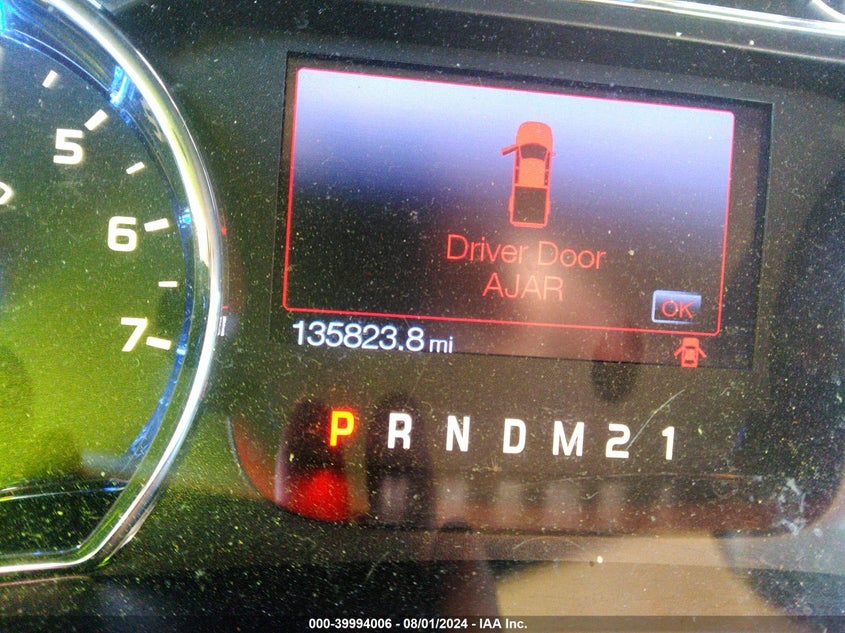 5
6
7
Driver Door
AJAR
OK
135823.8 mi
P R N D M 2 1
000-39994006 - 08/01/2024 - IAA Inc.